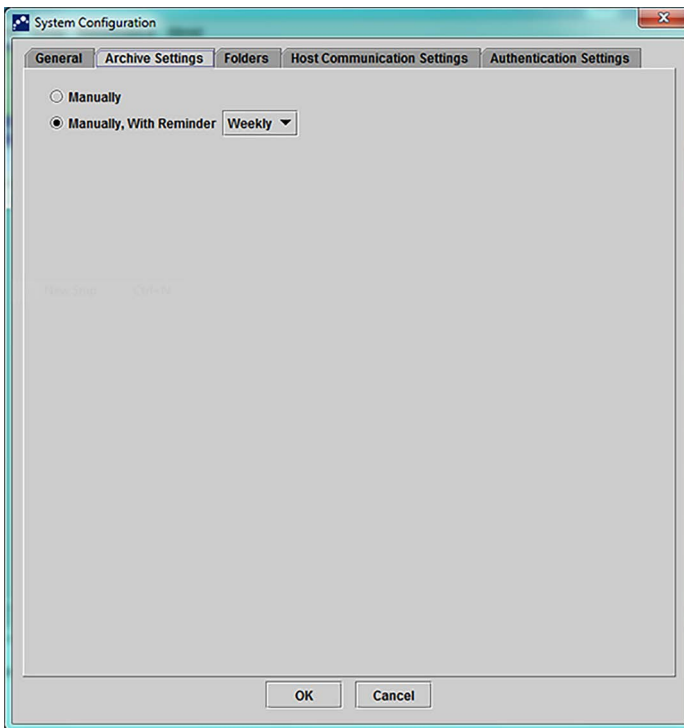 System Configuration
General Archive Settings Folders Host Communication Settings Authentication Settings
Manually
Manually, With Reminder Weekly
OK Cancel